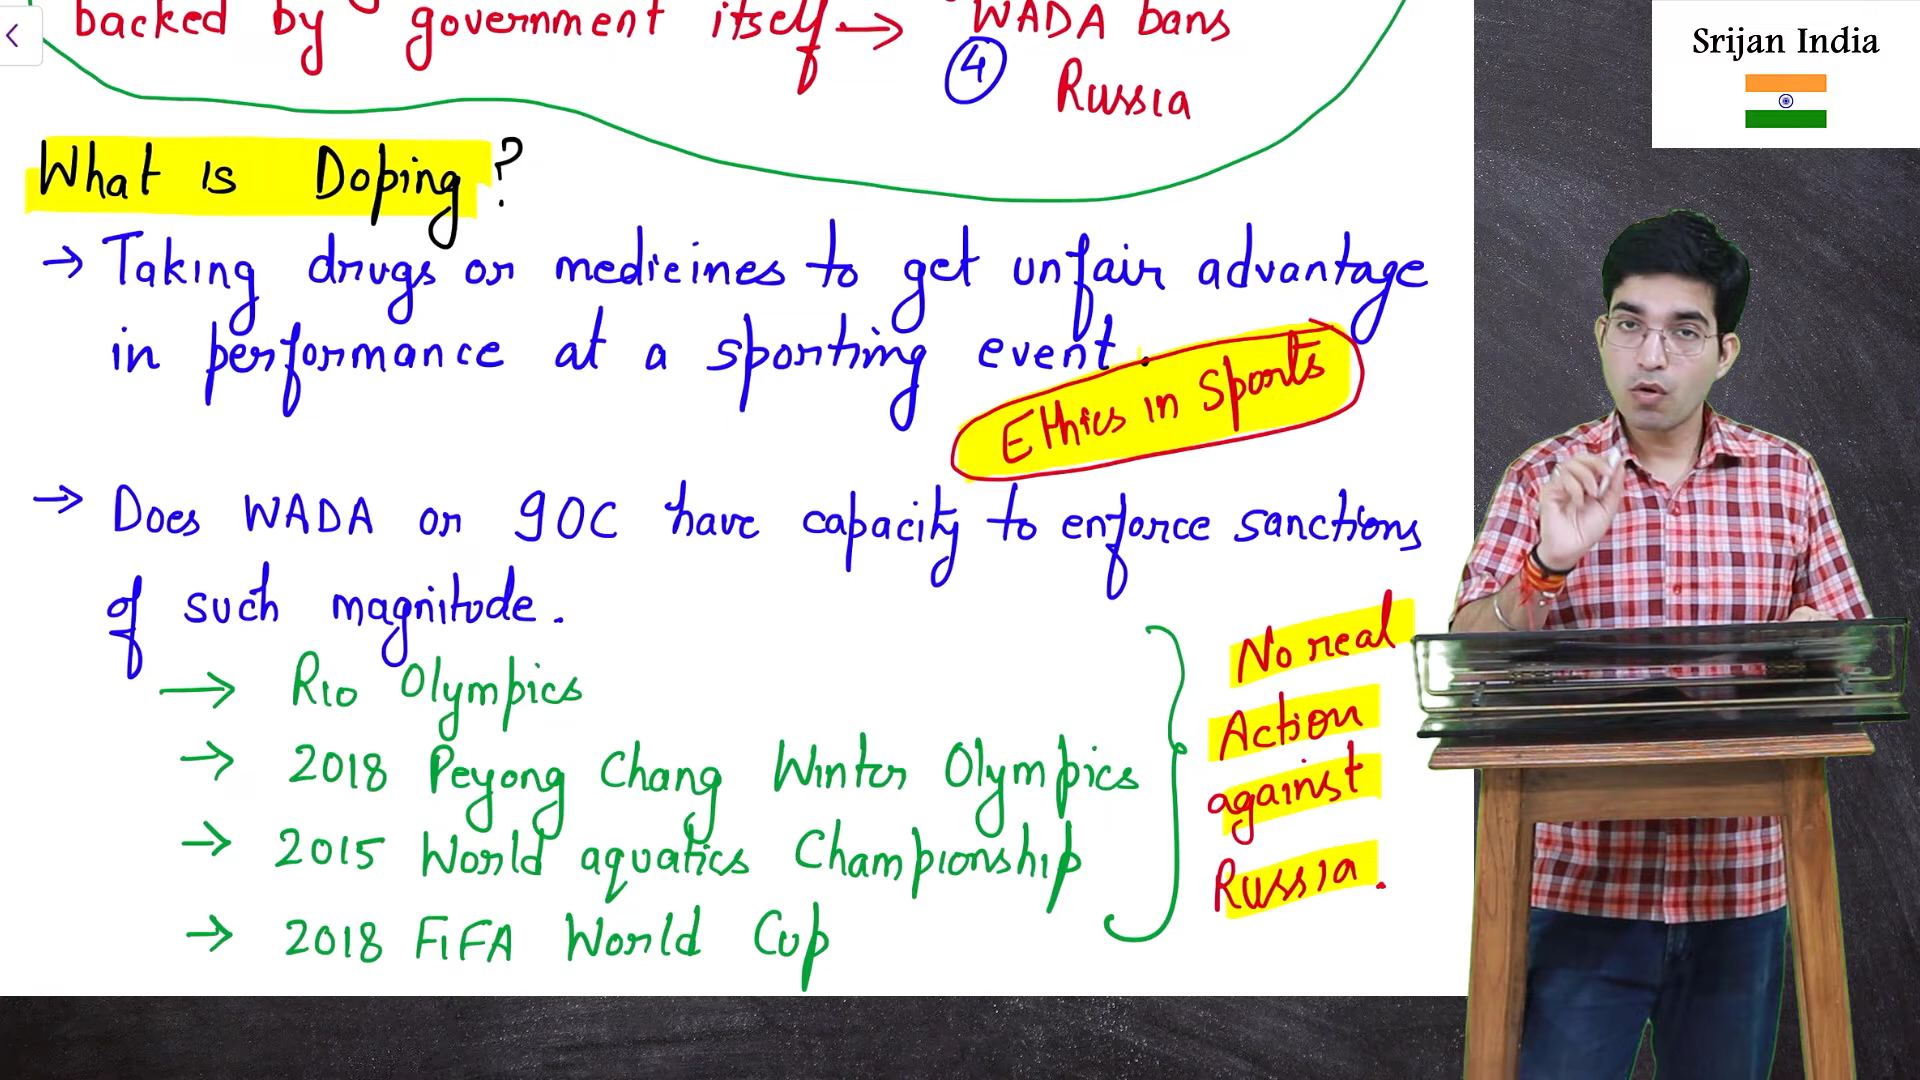 backed by government itself → WADA bans
④ Russia
Srijan India
What is Doping?
→ Taking drugs or medicines to get unfair advantage
in performance at a sporting event.
Ethics in Sports
→ Does WADA or IOC have capacity to enforce sanctions
of such magnitude.
→ Rio Olympics
→ 2018 Peyong Chang Winter Olympics
→ 2015 World aquatics Championship
→ 2018 FiFA World Cup
No real
Action
against
Russia.